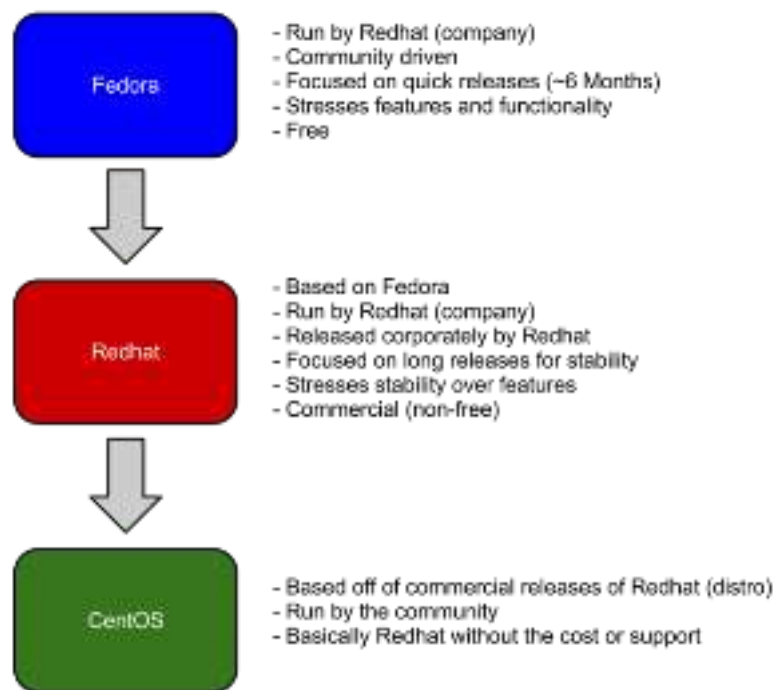 Fedora
- Run by Redhat (company)
- Community driven
- Focused on quick releases (~6 Months)
- Stresses features and functionality
- Free
Redhat
- Based on Fedora
- Run by Redhat (company)
- Released corporately by Redhat
- Focused on long releases for stability
- Stresses stability over features
- Commercial (non-free)
CentOS
- Based off of commercial releases of Redhat (distro)
- Run by the community
- Basically Redhat without the cost or support